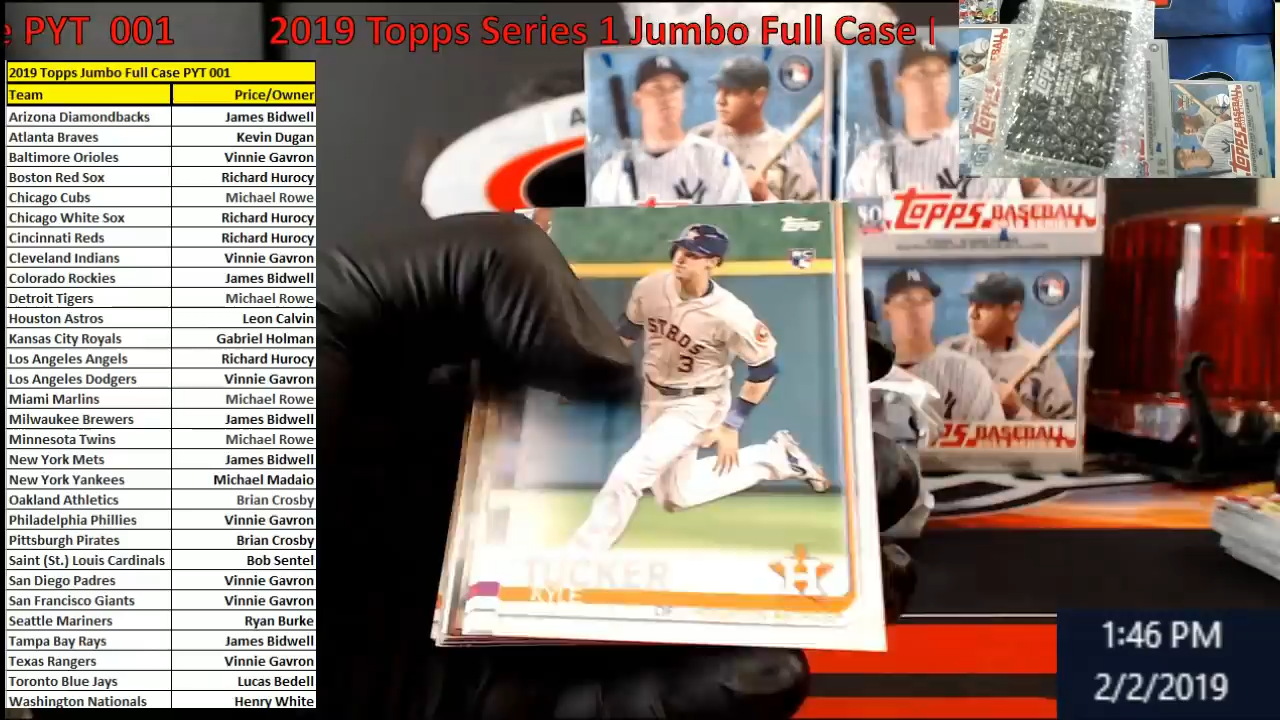 e PYT 001 2019 Topps Series 1 Jumbo Full Case
2019 Topps Jumbo Full Case PYT 001
Team Price/Owner
Arizona Diamondbacks James Bidwell
Atlanta Braves Kevin Dugan
Baltimore Orioles Vinnie Gavron
Boston Red Sox Richard Hurocy
Chicago Cubs Michael Rowe
Chicago White Sox Richard Hurocy
Cincinnati Reds Richard Hurocy
Cleveland Indians Vinnie Gavron
Colorado Rockies James Bidwell
Detroit Tigers Michael Rowe
Houston Astros Leon Calvin
Kansas City Royals Gabriel Holman
Los Angeles Angels Richard Hurocy
Los Angeles Dodgers Vinnie Gavron
Miami Marlins Michael Rowe
Milwaukee Brewers James Bidwell
Minnesota Twins Michael Rowe
New York Mets James Bidwell
New York Yankees Michael Madaio
Oakland Athletics Brian Crosby
Philadelphia Phillies Vinnie Gavron
Pittsburgh Pirates Brian Crosby
Saint (St.) Louis Cardinals Bob Sentel
San Diego Padres Vinnie Gavron
San Francisco Giants Vinnie Gavron
Seattle Mariners Ryan Burke
Tampa Bay Rays James Bidwell
Texas Rangers Vinnie Gavron
Toronto Blue Jays Lucas Bedell
Washington Nationals Henry White
Topps
RC
STROS
3
TUCKER
KYLE
H
Topps BASEBALL
PS BASEBALL
TOPPS
Topps BASEBALL
1:46 PM
2/2/2019